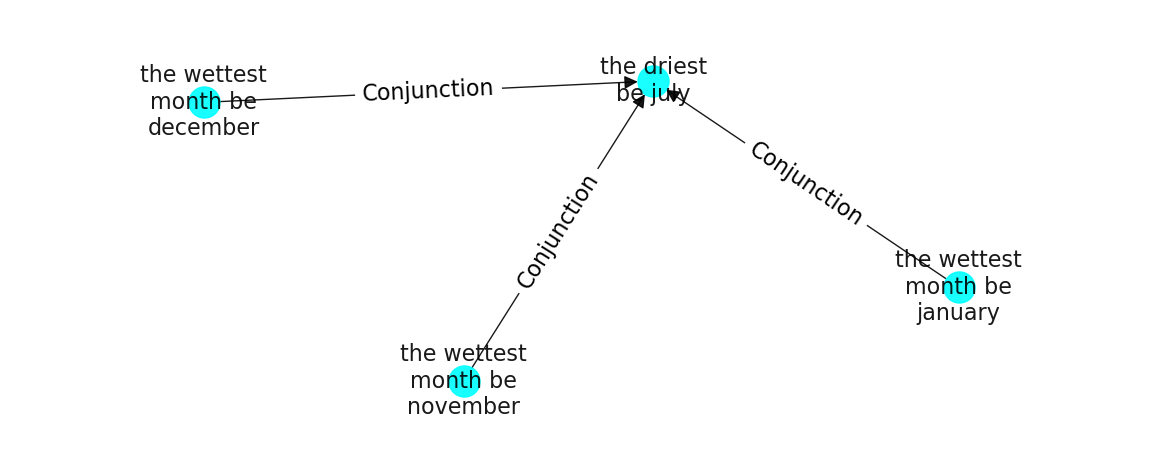 the wettest
month be
december
Conjunction
the driest
be july
Conjunction
Conjunction
the wettest
month be
january
the wettest
month be
november